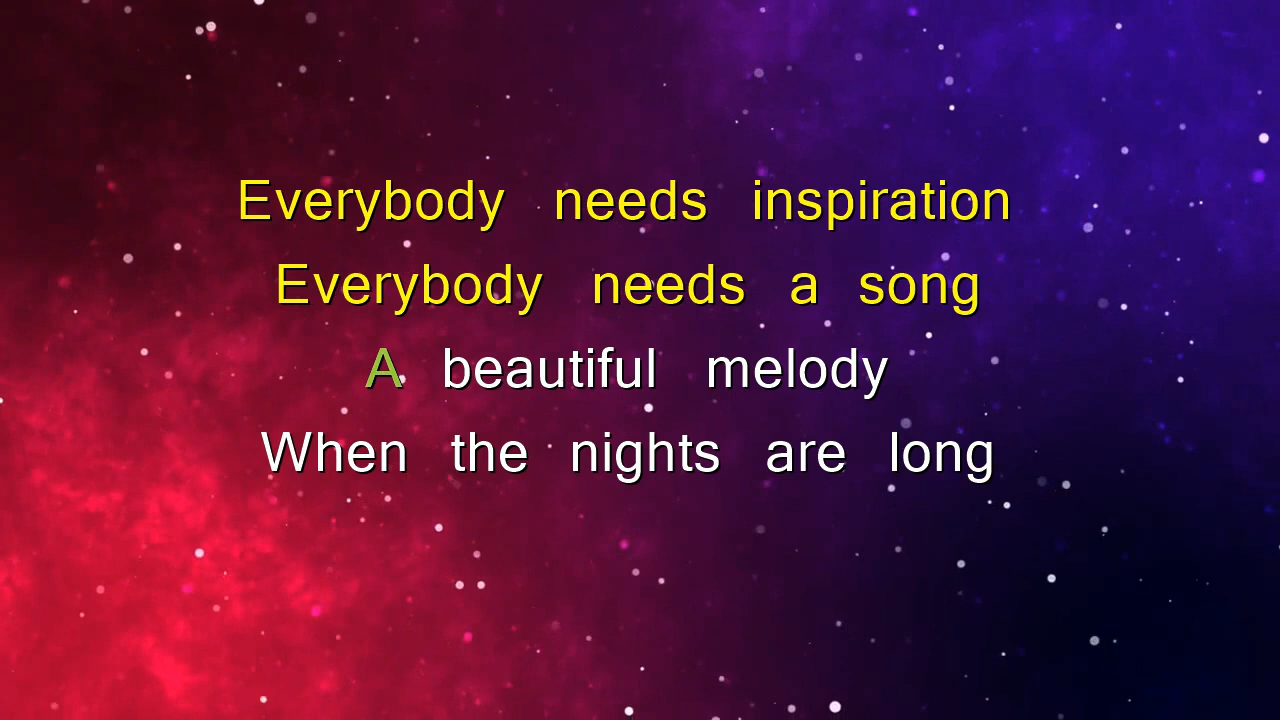 Everybody needs inspiration
Everybody needs a song
A beautiful melody
When the nights are long